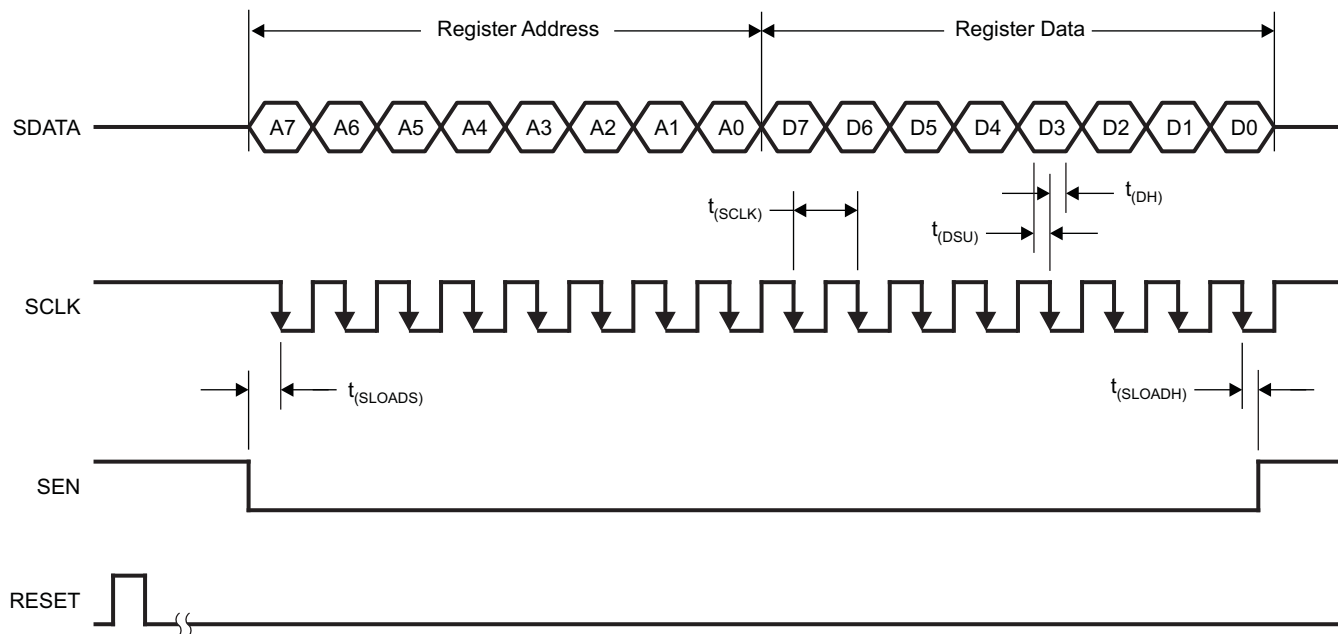 Register Address Register Data
SDATA A7 A6 A5 A4 A3 A2 A1 A0 D7 D6 D5 D4 D3 D2 D1 D0
t(SCLK) t(DH)
t(DSU)
SCLK
t(SLOADS) t(SLOADH)
SEN
RESET